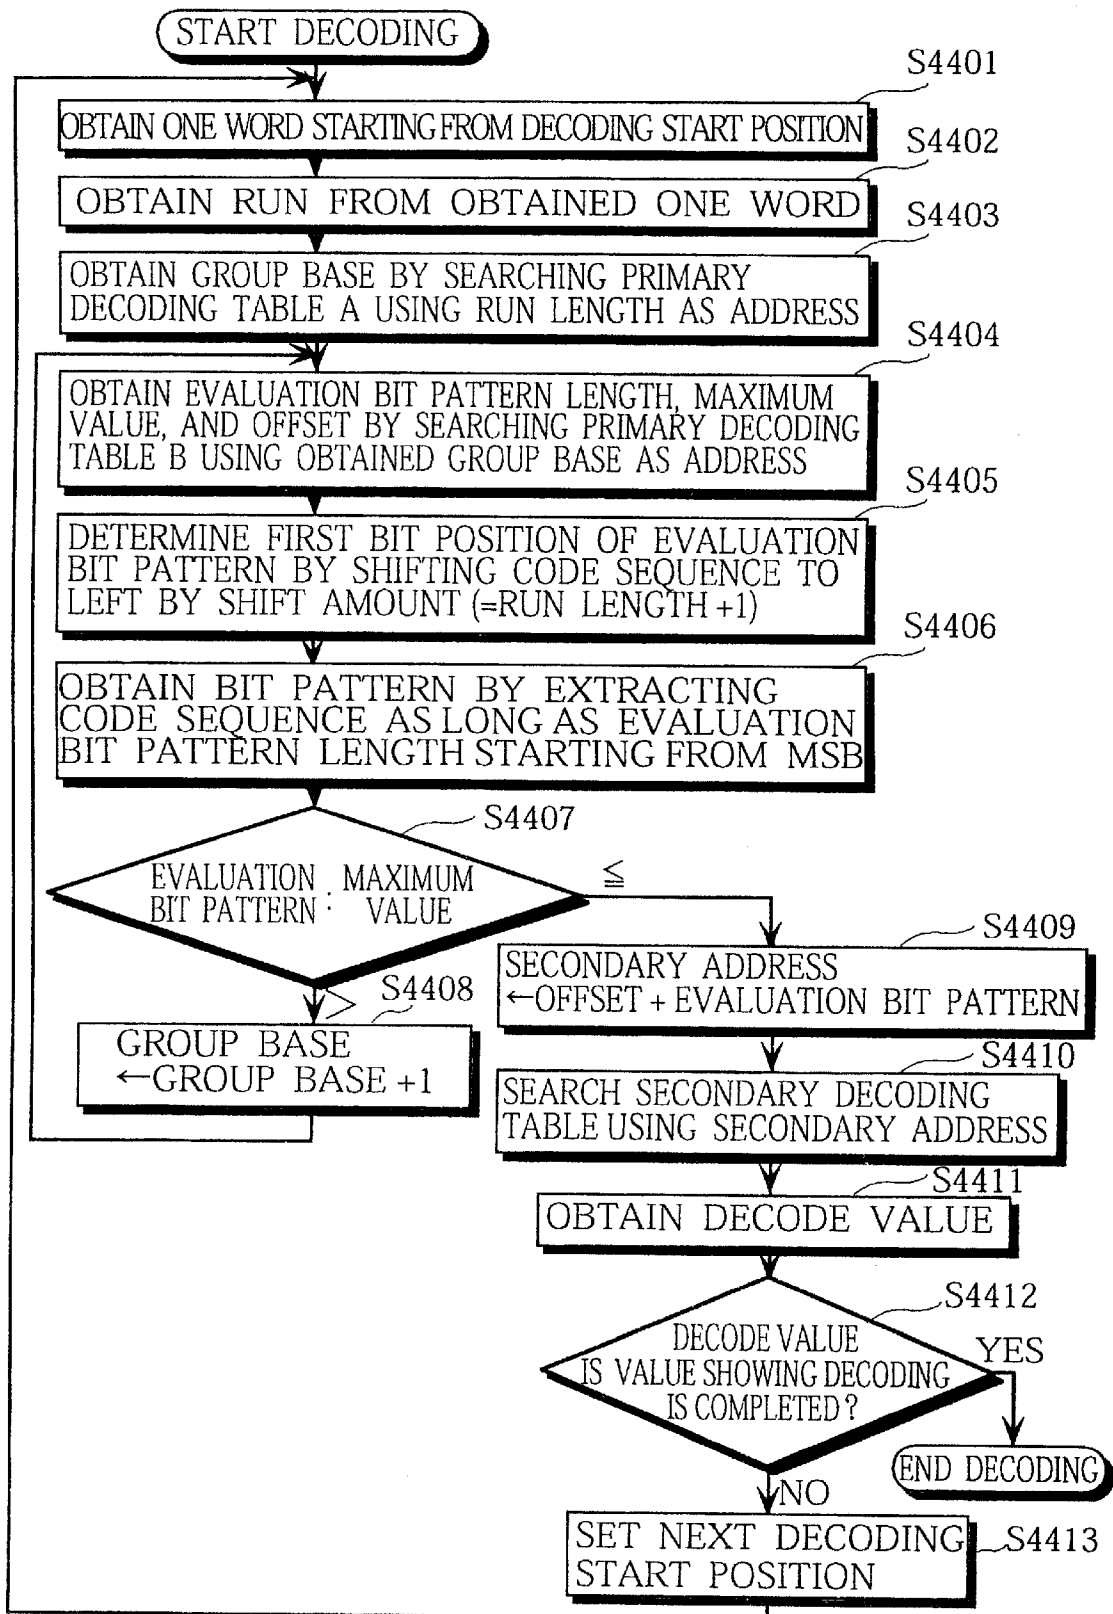 START DECODING
S4401
OBTAIN ONE WORD STARTING FROM DECODING START POSITION
S4402
OBTAIN RUN FROM OBTAINED ONE WORD
S4403
OBTAIN GROUP BASE BY SEARCHING PRIMARY
DECODING TABLE A USING RUN LENGTH AS ADDRESS
S4404
OBTAIN EVALUATION BIT PATTERN LENGTH, MAXIMUM
VALUE, AND OFFSET BY SEARCHING PRIMARY DECODING
TABLE B USING OBTAINED GROUP BASE AS ADDRESS
S4405
DETERMINE FIRST BIT POSITION OF EVALUATION
BIT PATTERN BY SHIFTING CODE SEQUENCE TO
LEFT BY SHIFT AMOUNT (=RUN LENGTH +1)
S4406
OBTAIN BIT PATTERN BY EXTRACTING
CODE SEQUENCE AS LONG AS EVALUATION
BIT PATTERN LENGTH STARTING FROM MSB
S4407
EVALUATION : MAXIMUM
BIT PATTERN VALUE
≦
S4409
SECONDARY ADDRESS
←OFFSET + EVALUATION BIT PATTERN
>
S4408
GROUP BASE
←GROUP BASE +1
S4410
SEARCH SECONDARY DECODING
TABLE USING SECONDARY ADDRESS
S4411
OBTAIN DECODE VALUE
S4412
DECODE VALUE
IS VALUE SHOWING DECODING
IS COMPLETED?
YES
END DECODING
NO
SET NEXT DECODING
START POSITION
S4413